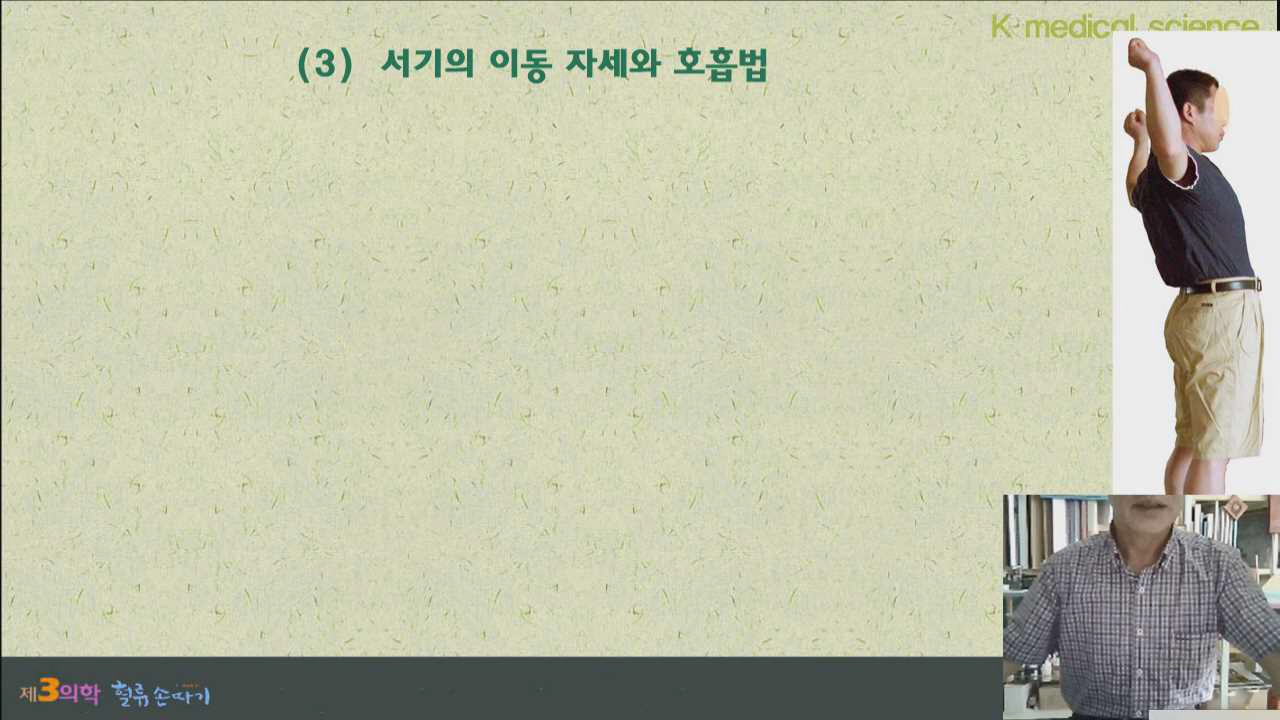 K medical science
(3) 서기의 이동 자세와 호흡법
제3의학 혈류 손따기